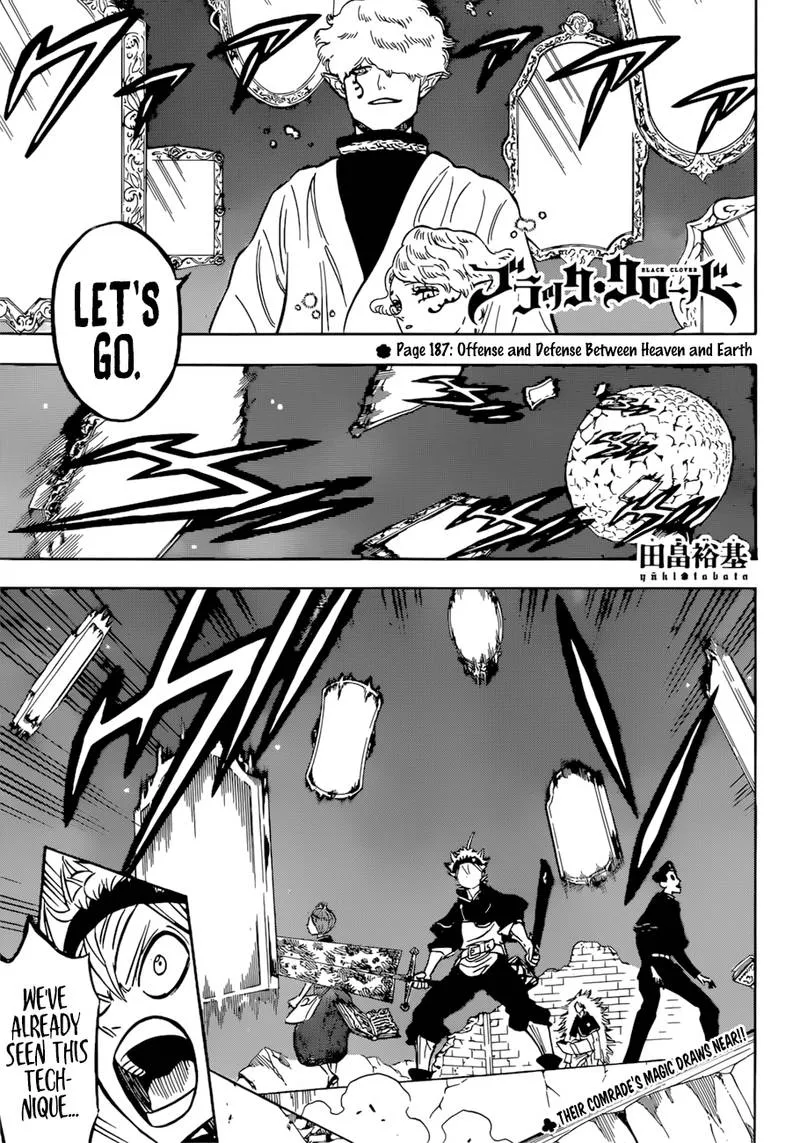 BLACK CLOVER
ブラック・クローバー
Page 187: Offense and Defense Between Heaven and Earth
LET'S
GO.
田畠裕基
yūki tabata
WE'VE
ALREADY
SEEN THIS
TECH-
NIQUE...
THEIR COMRADE'S MAGIC DRAWS NEAR!!